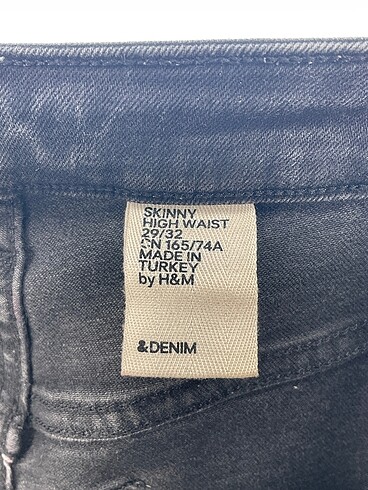 SKINNY
HIGH WAIST
29/32
CN 165/74A
MADE IN
TURKEY
by H&M
&DENIM